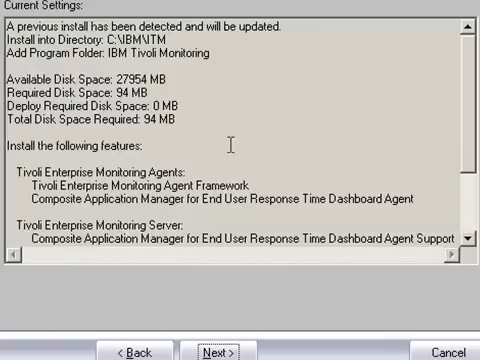 Current Settings:
A previous install has been detected and will be updated.
Install into Directory: C:\IBM\ITM
Add Program Folder: IBM Tivoli Monitoring
Available Disk Space: 27954 MB
Required Disk Space: 94 MB
Deploy Required Disk Space: 0 MB
Total Disk Space Required: 94 MB
Install the following features:
Tivoli Enterprise Monitoring Agents:
Tivoli Enterprise Monitoring Agent Framework
Composite Application Manager for End User Response Time Dashboard Agent
Tivoli Enterprise Monitoring Server:
Composite Application Manager for End User Response Time Dashboard Agent Support
< Back
Next >
Cancel